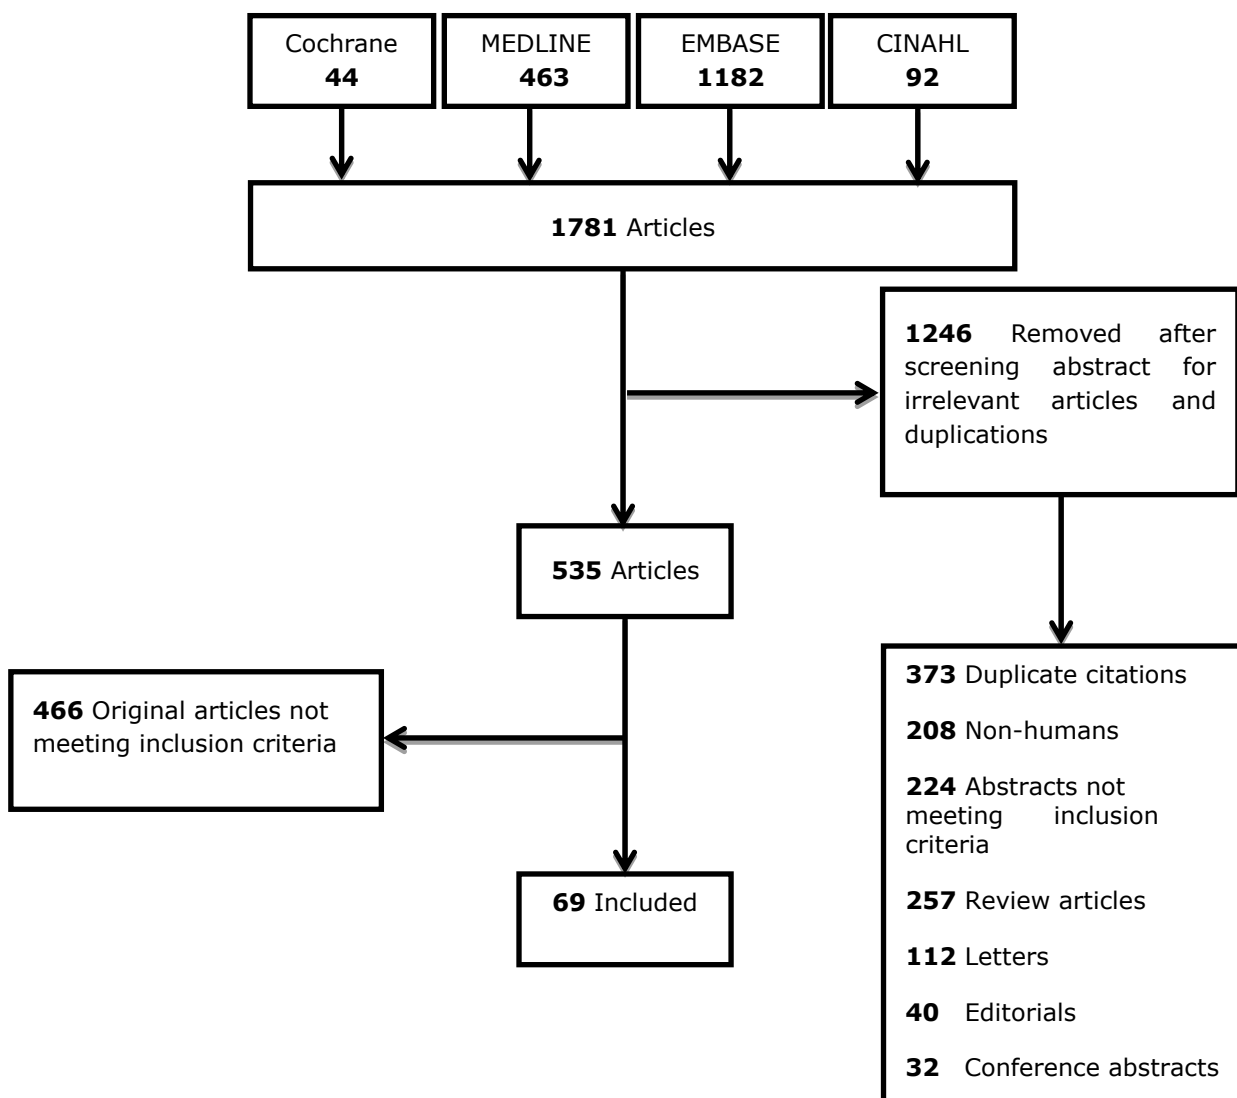 Cochrane
44
MEDLINE
463
EMBASE
1182
CINAHL
92
1781 Articles
1246 Removed after
screening abstract for
irrelevant articles and
duplications
535 Articles
466 Original articles not
meeting inclusion criteria
373 Duplicate citations
208 Non-humans
224 Abstracts not
meeting inclusion
criteria
257 Review articles
112 Letters
40 Editorials
32 Conference abstracts
69 Included